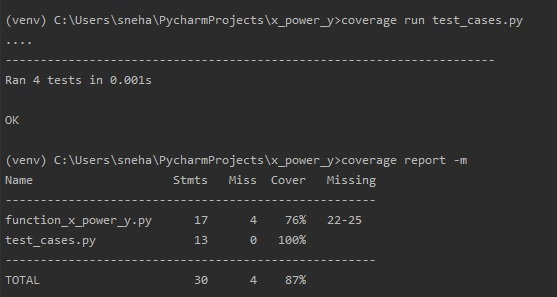 (venv) C:\Users\sneha\PycharmProjects\x_power_y>coverage run test_cases.py
....
----------------------------------------------------------------------
Ran 4 tests in 0.001s
OK
(venv) C:\Users\sneha\PycharmProjects\x_power_y>coverage report -m
Name                    Stmts   Miss  Cover   Missing
-----------------------------------------------------
function_x_power_y.py      17      4    76%   22-25
test_cases.py              13      0   100%
-----------------------------------------------------
TOTAL                      30      4    87%